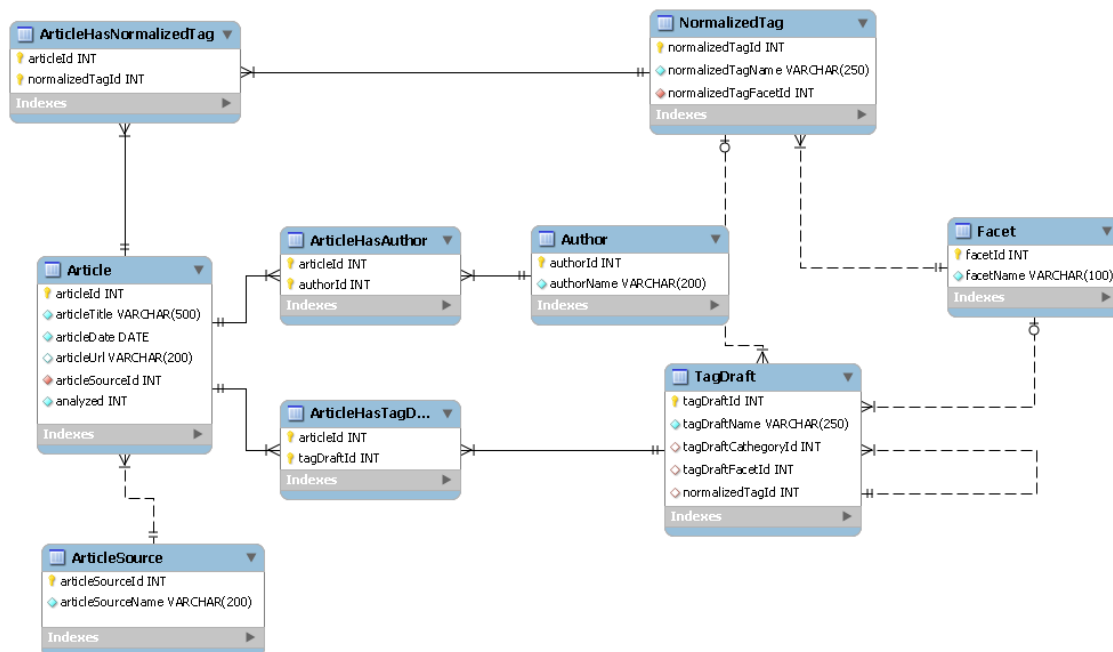 ArticleHasNormalizedTag
articleId INT
normalizedTagId INT
Indexes
NormalizedTag
normalizedTagId INT
normalizedTagName VARCHAR(250)
normalizedTagFacetId INT
Indexes
Article
articleId INT
articleTitle VARCHAR(500)
articleDate DATE
articleUrl VARCHAR(200)
articleSourceId INT
analyzed INT
Indexes
ArticleHasAuthor
articleId INT
authorId INT
Indexes
Author
authorId INT
authorName VARCHAR(200)
Indexes
Facet
facetId INT
facetName VARCHAR(100)
Indexes
ArticleHasTagD...
articleId INT
tagDraftId INT
Indexes
TagDraft
tagDraftId INT
tagDraftName VARCHAR(250)
tagDraftCathegoryId INT
tagDraftFacetId INT
normalizedTagId INT
Indexes
ArticleSource
articleSourceId INT
articleSourceName VARCHAR(200)
Indexes